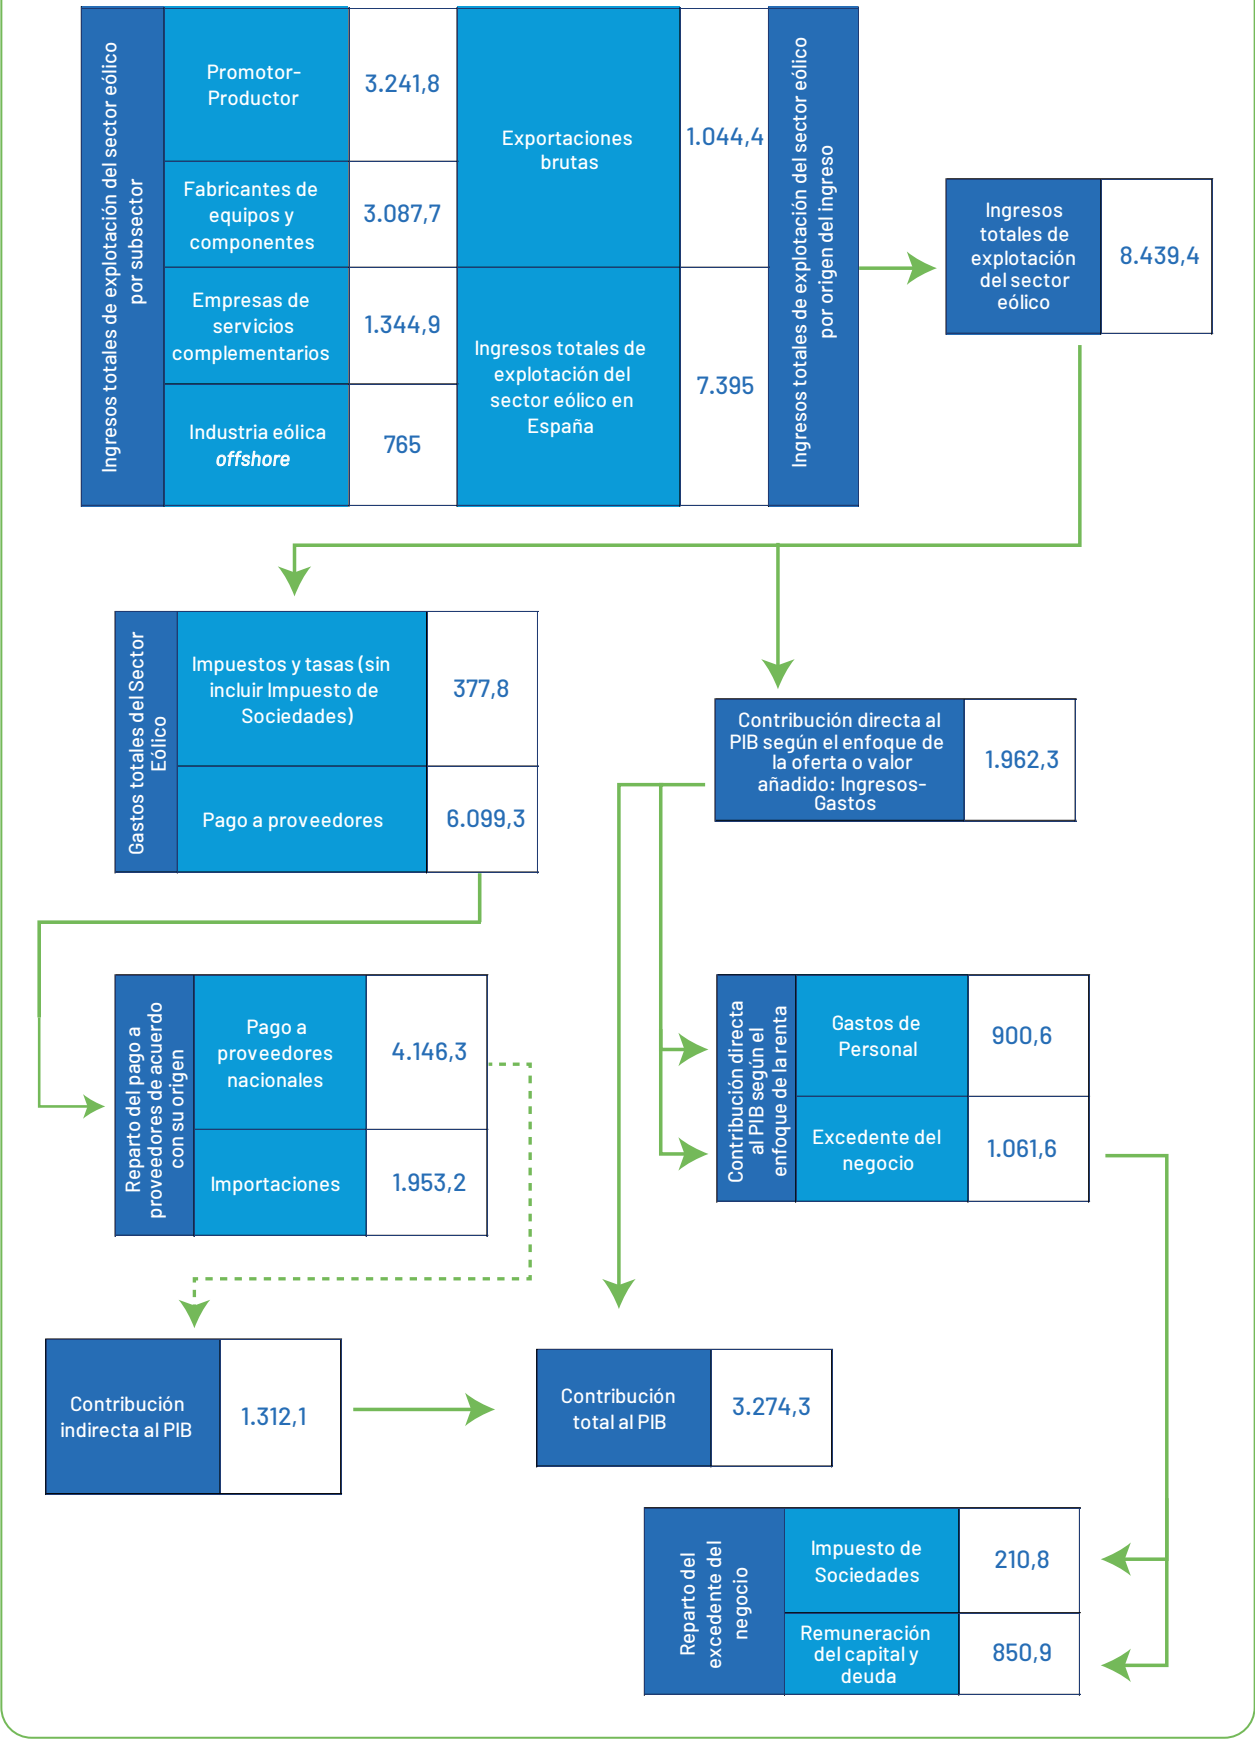 Ingresos totales de explotación del sector eólico
por subsector
Promotor-
Productor
3.241,8
Fabricantes de
equipos y
componentes
3.087,7
Empresas de
servicios
complementarios
1.344,9
Industria eólica
offshore
765
Exportaciones
brutas
1.044,4
Ingresos totales de
explotación del
sector eólico en
España
7.395
Ingresos totales de explotación del sector eólico
por origen del ingreso
Ingresos
totales de
explotación
del sector
eólico
8.439,4
Gastos totales del Sector
Eólico
Impuestos y tasas (sin
incluir Impuesto de
Sociedades)
377,8
Pago a proveedores
6.099,3
Contribución directa al
PIB según el enfoque de
la oferta o valor
añadido: Ingresos-
Gastos
1.962,3
Reparto del pago a
proveedores de acuerdo
con su origen
Pago a
proveedores
nacionales
4.146,3
Importaciones
1.953,2
Contribución directa
al PIB según el
enfoque de la renta
Gastos de
Personal
900,6
Excedente del
negocio
1.061,6
Contribución
indirecta al PIB
1.312,1
Contribución
total al PIB
3.274,3
Reparto del
excedente del
negocio
Impuesto de
Sociedades
210,8
Remuneración
del capital y
deuda
850,9